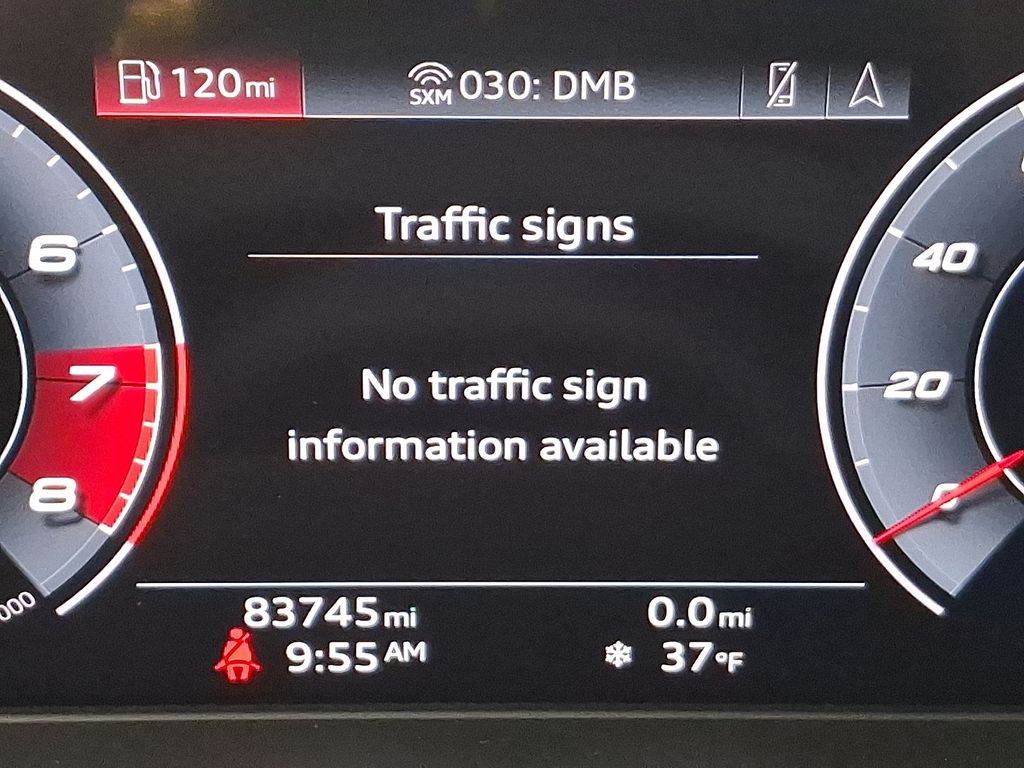 120mi
SXM 030: DMB
Traffic signs
6
7
8
000
40
20
0
No traffic sign
information available
83745mi
0.0mi
9:55AM
37°F